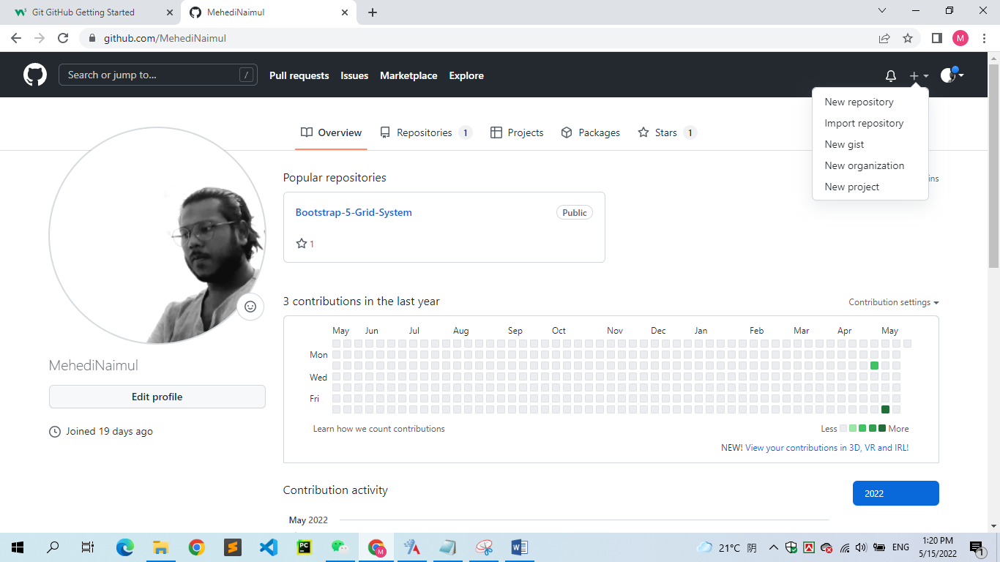 Git GitHub Getting Started
MehediNaimul
github.com/MehediNaimul
M
Search or jump to...
/
Pull requests
Issues
Marketplace
Explore
New repository
Import repository
New gist
New organization
New project
Overview
Repositories 1
Projects
Packages
Stars 1
Popular repositories
Bootstrap-5-Grid-System
Public
1
MehediNaimul
Edit profile
Joined 19 days ago
3 contributions in the last year
Contribution settings
May Jun Jul Aug Sep Oct Nov Dec Jan Feb Mar Apr May
Mon
Wed
Fri
Learn how we count contributions
Less More
NEW! View your contributions in 3D, VR and IRL!
Contribution activity
2022
May 2022
21°C 阴
ENG
1:20 PM
5/15/2022
1